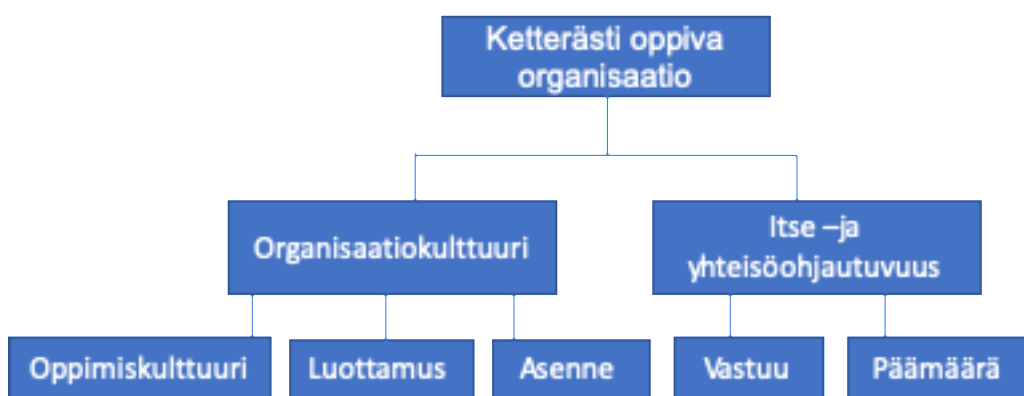 Ketterästi oppiva
organisaatio
Organisaatiokulttuuri
Itse –ja
yhteisöohjautuvuus
Oppimiskulttuuri
Luottamus
Asenne
Vastuu
Päämäärä